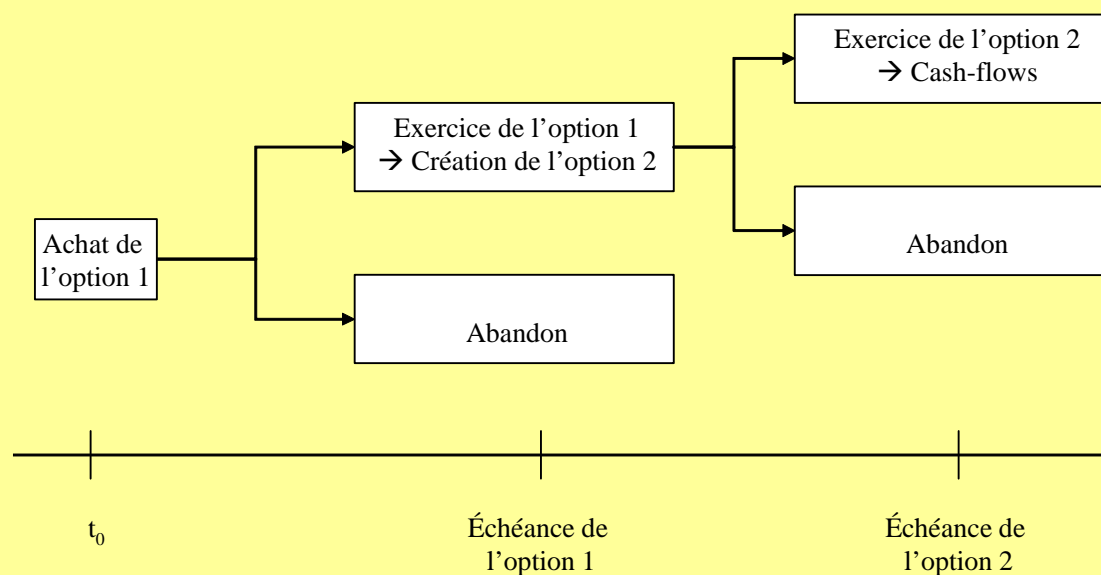 Exercice de l’option 2
→ Cash-flows
Exercice de l’option 1
→ Création de l’option 2
Achat de
l’option 1
Abandon
Abandon
t₀
Échéance de
l’option 1
Échéance de
l’option 2